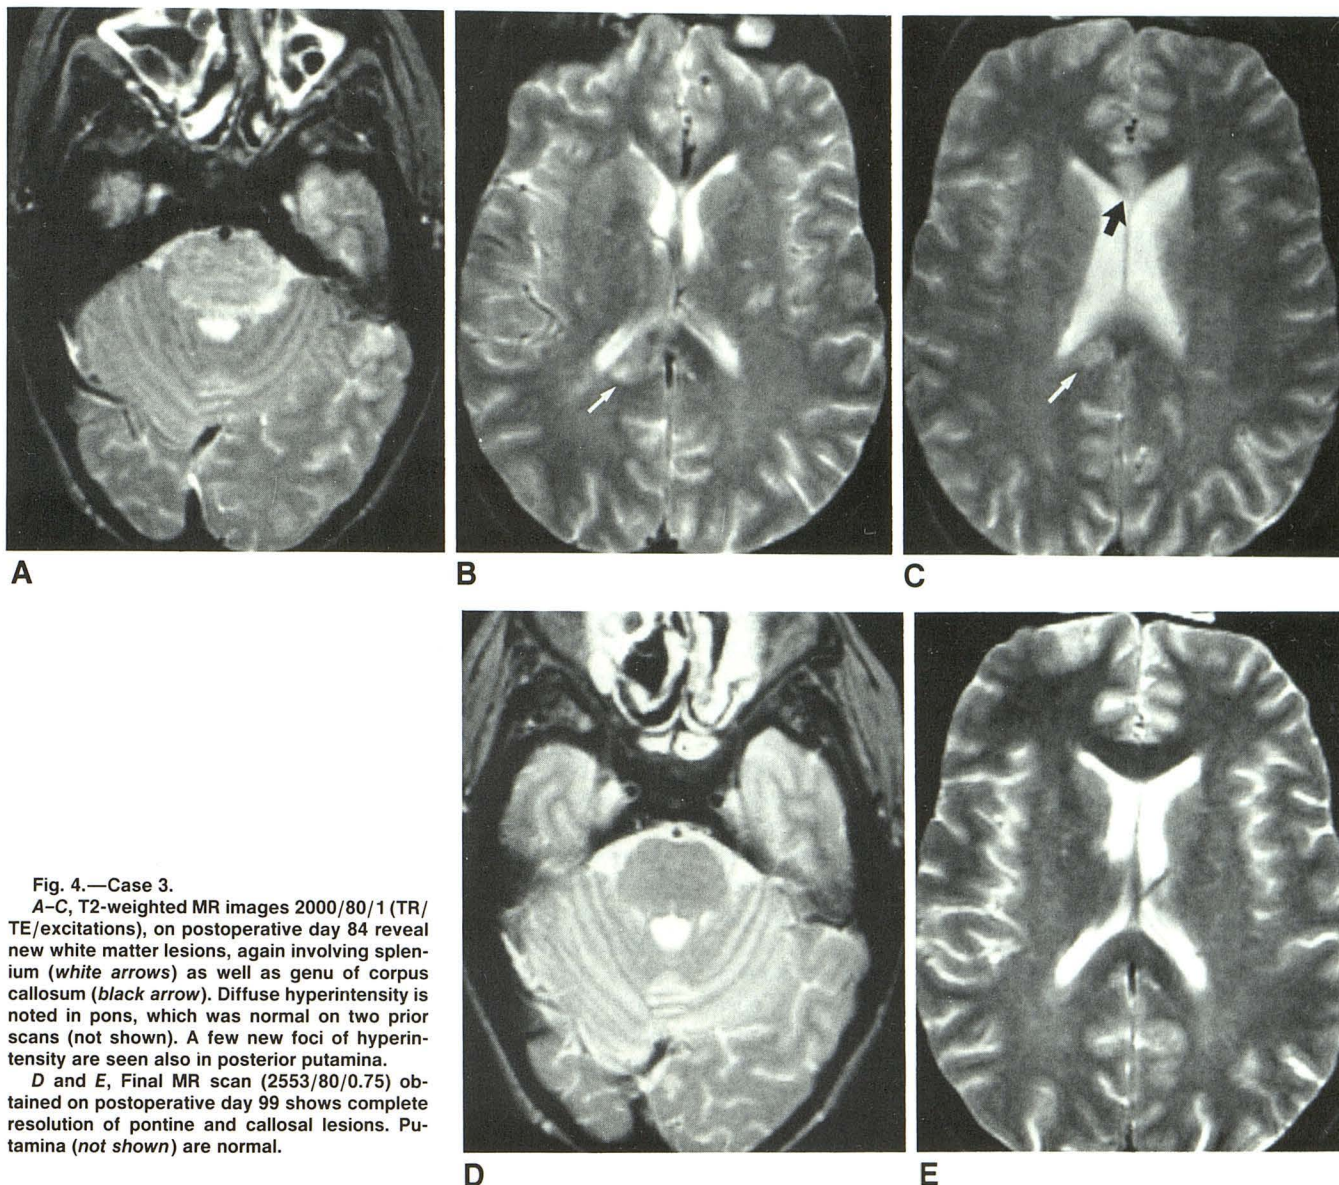 A
B
C
Fig. 4.—Case 3.
A–C, T2-weighted MR images 2000/80/1 (TR/
TE/excitations), on postoperative day 84 reveal
new white matter lesions, again involving splen-
ium (white arrows) as well as genu of corpus
callosum (black arrow). Diffuse hyperintensity is
noted in pons, which was normal on two prior
scans (not shown). A few new foci of hyperin-
tensity are seen also in posterior putamina.
D and E, Final MR scan (2553/80/0.75) ob-
tained on postoperative day 99 shows complete
resolution of pontine and callosal lesions. Pu-
tamina (not shown) are normal.
D
E